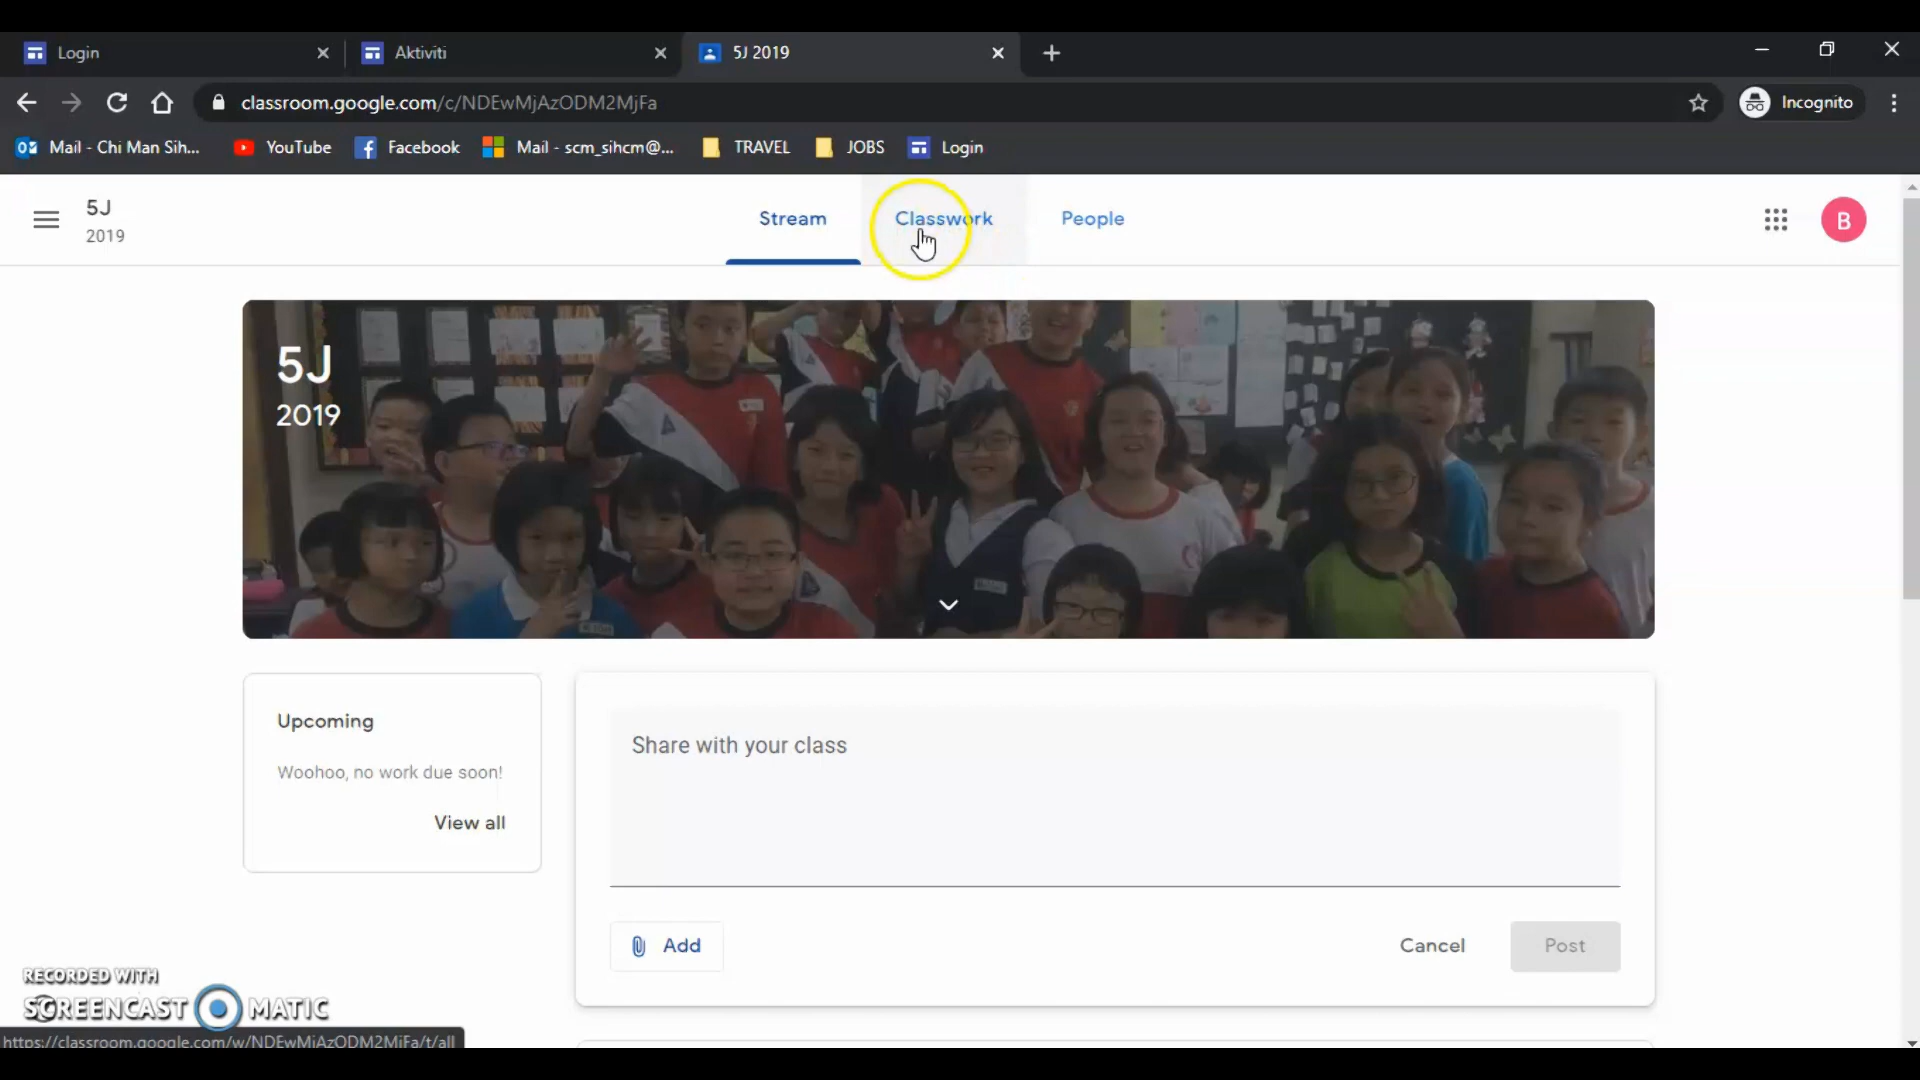 Login
Aktiviti
5J 2019
classroom.google.com/c/NDEwMjAzODM2MjFa
Incognito
Mail - Chi Man Sih...
YouTube
Facebook
Mail - scm_sihcm@...
TRAVEL
JOBS
Login
5J
2019
Stream
Classwork
People
B
5J
2019
Upcoming
Woohoo, no work due soon!
View all
Share with your class
Add
Cancel
Post
RECORDED WITH
SCREENCAST MATIC
https://classroom.google.com/w/NDEwMjAzODM2MjFa/t/all